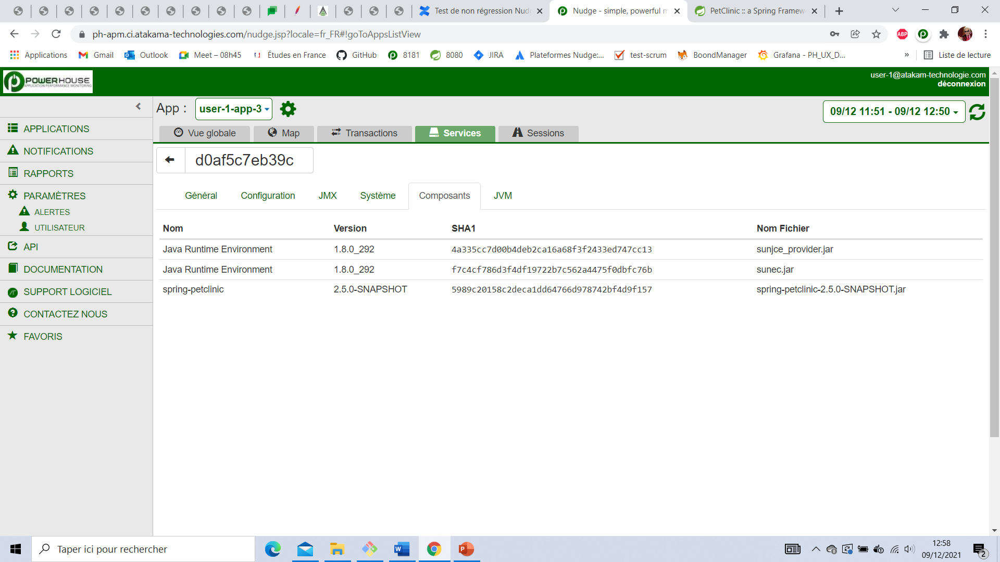 Test de non régression Nud
Nudge - simple, powerful m
PetClinic :: a Spring Framew
ph-apm.ci.atakama-technologies.com/nudge.jsp?locale=fr_FR#!goToAppsListView
ABP
Applications
Gmail
Outlook
Meet – 08h45
Études en France
GitHub
8181
8080
JIRA
Plateformes Nudge:...
test-scrum
BoondManager
Grafana - PH_UX_D...
»
Liste de lecture
POWERHOUSE
APPLICATION PERFORMANCE MONITORING
user-1@atakam-technologie.com
déconnexion
App :
user-1-app-3
09/12 11:51 - 09/12 12:50
APPLICATIONS
NOTIFICATIONS
RAPPORTS
PARAMÈTRES
ALERTES
UTILISATEUR
API
DOCUMENTATION
SUPPORT LOGICIEL
CONTACTEZ NOUS
FAVORIS
Vue globale
Map
Transactions
Services
Sessions
d0af5c7eb39c
Général
Configuration
JMX
Système
Composants
JVM
Nom Version SHA1 Nom Fichier
Java Runtime Environment 1.8.0_292 4a335cc7d00b4deb2ca16a68f3f2433ed747cc13 sunjce_provider.jar
Java Runtime Environment 1.8.0_292 f7c4cf786d3f4df19722b7c562a4475f0dbfc76b sunec.jar
spring-petclinic 2.5.0-SNAPSHOT 5989c20158c2deca1dd64766d978742bf4d9f157 spring-petclinic-2.5.0-SNAPSHOT.jar
Taper ici pour rechercher
12:58
09/12/2021
2